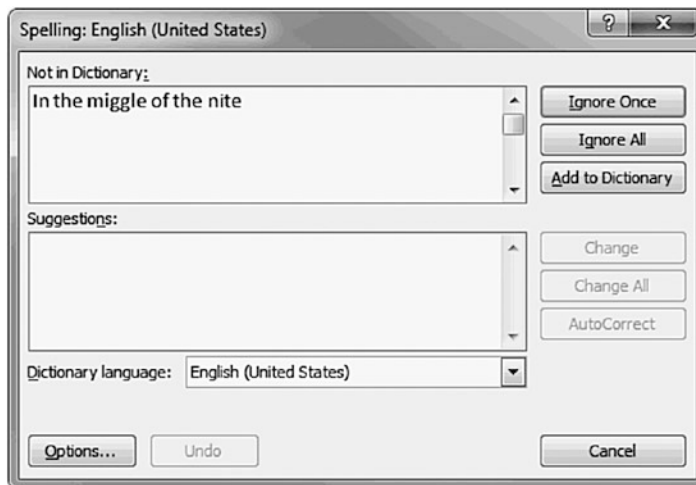 Spelling: English (United States)
?
X
Not in Dictionary:
In the miggle of the nite
Ignore Once
Ignore All
Add to Dictionary
Suggestions:
Change
Change All
AutoCorrect
Dictionary language: English (United States)
Options... Undo Cancel